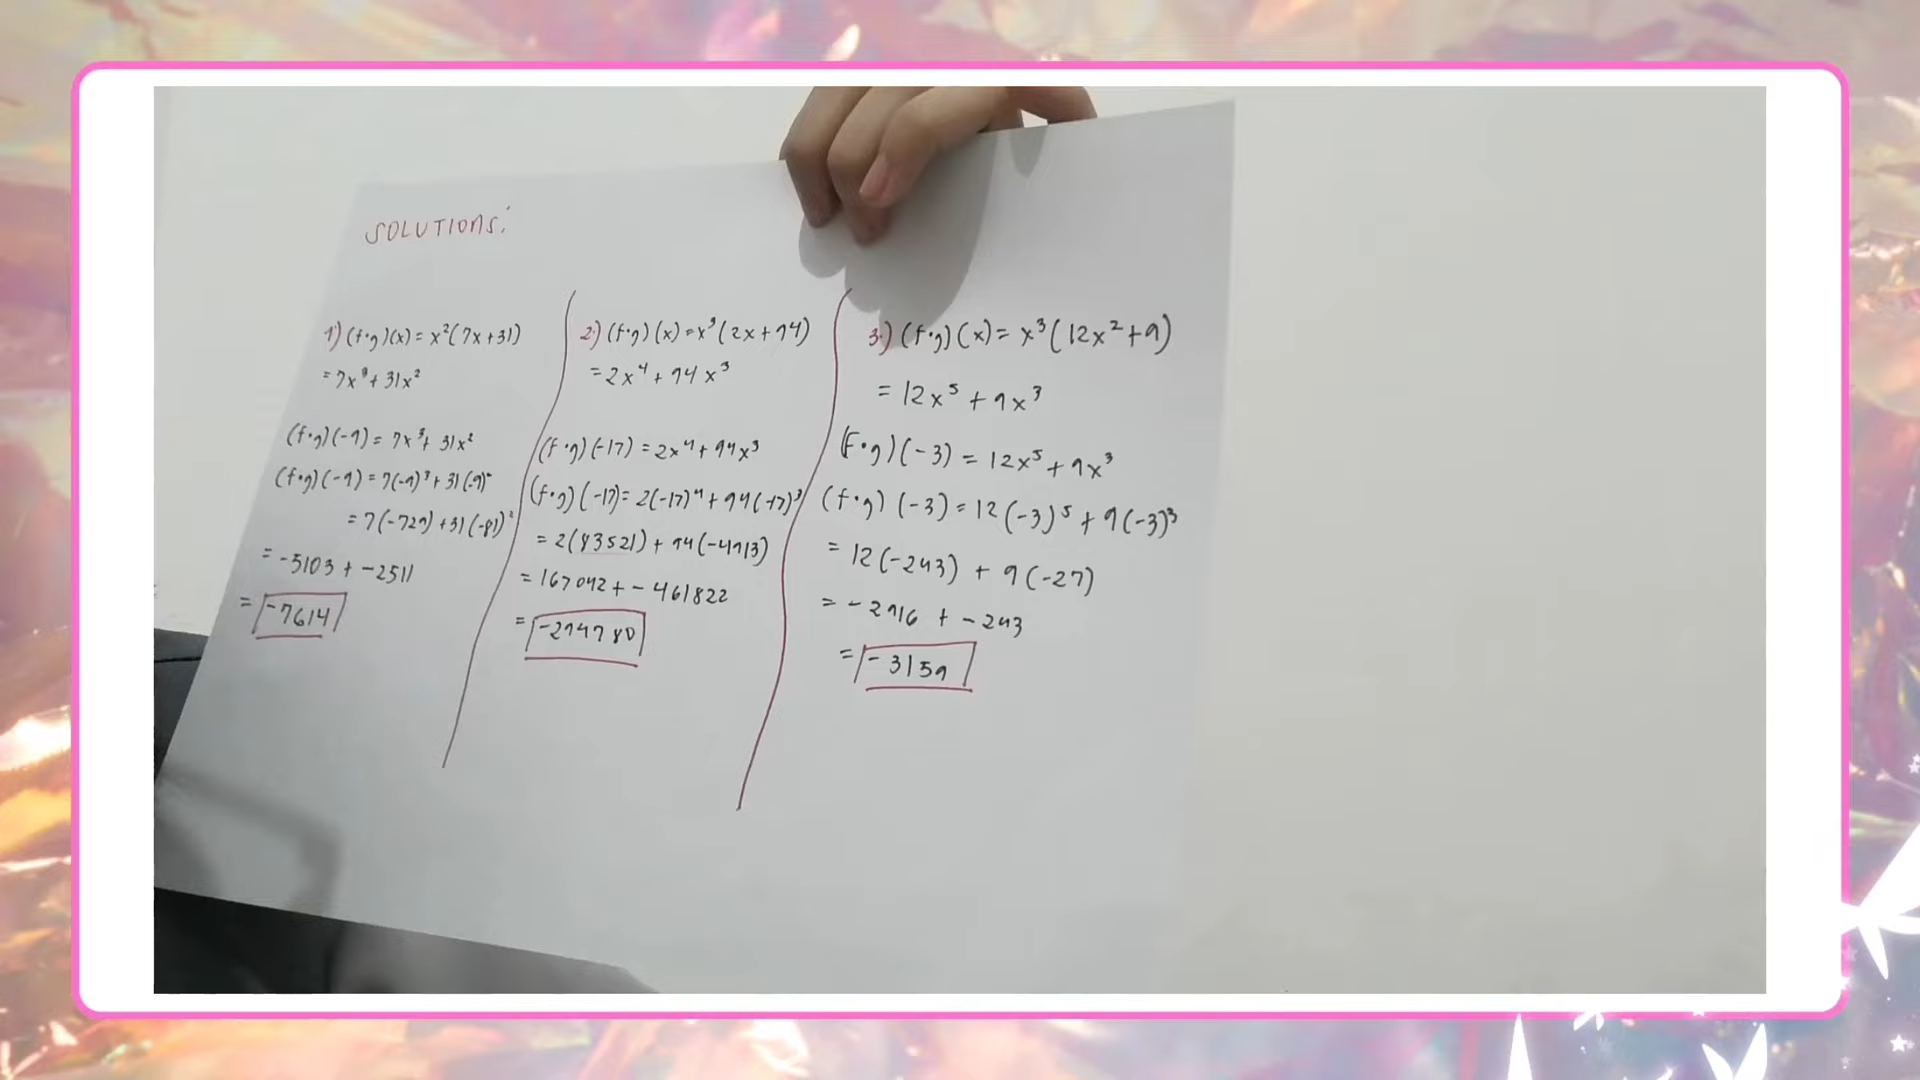 SOLUTIONS:
1.) (f·g)(x) = x²(7x+31)
= 7x³ + 31x²
(f·g)(-9) = 7x³ + 31x²
(f·g)(-9) = 7(-9)³ + 31(-9)²
= 7(-729) + 31(-81)²
= -5103 + -2511
= -7614
2.) (f·g)(x) = x³(2x+94)
= 2x⁴ + 94x³
(f·g)(-17) = 2x⁴ + 94x³
(f·g)(-17) = 2(-17)⁴ + 94(-17)³
= 2(83521) + 94(-4913)
= 167042 + -461822
= -294780
3.) (f·g)(x) = x³(12x²+9)
= 12x⁵ + 9x³
(f·g)(-3) = 12x⁵ + 9x³
(f·g)(-3) = 12(-3)⁵ + 9(-3)³
= 12(-243) + 9(-27)
= -2916 + -243
= -3159